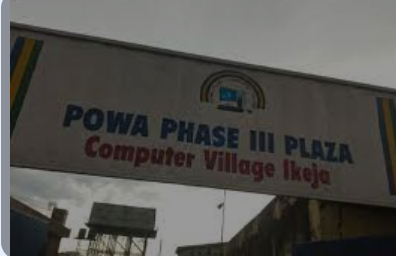 POWA PHASE III PLAZA
Computer Village Ikeja